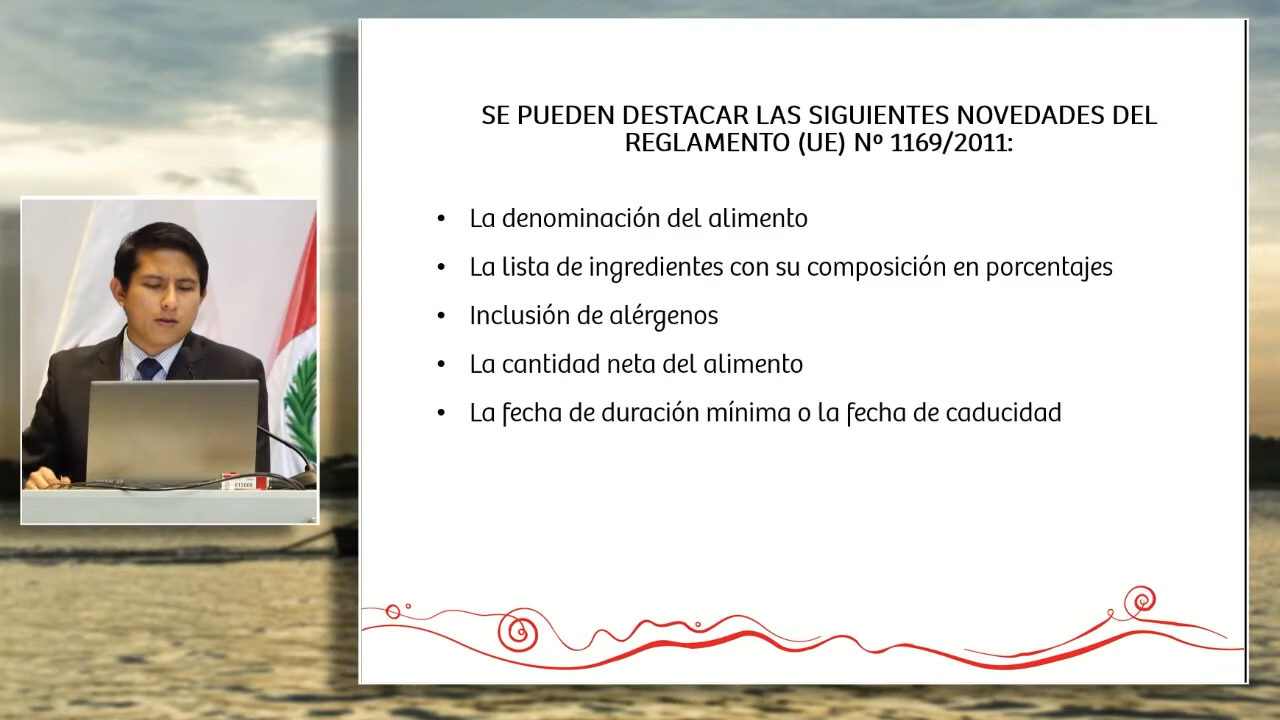 SE PUEDEN DESTACAR LAS SIGUIENTES NOVEDADES DEL
REGLAMENTO (UE) Nº 1169/2011:
• La denominación del alimento
• La lista de ingredientes con su composición en porcentajes
• Inclusión de alérgenos
• La cantidad neta del alimento
• La fecha de duración mínima o la fecha de caducidad